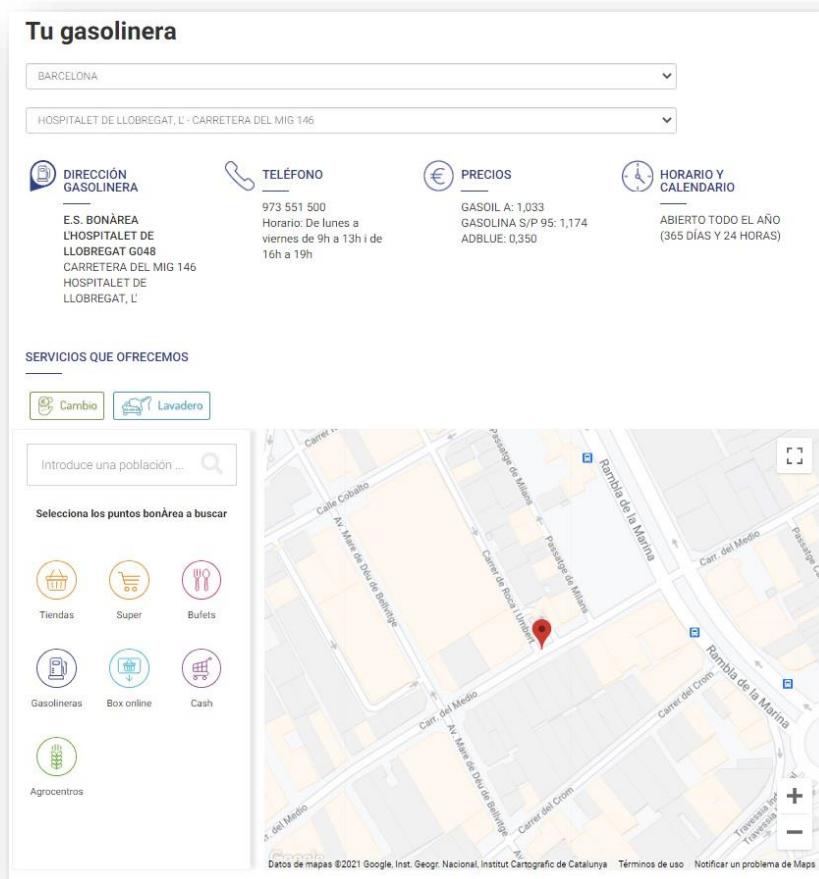 Tu gasolinera
BARCELONA
HOSPITALET DE LLOBREGAT, L' - CARRETERA DEL MIG 146
DIRECCIÓN
GASOLINERA
E.S. BONÀREA
L'HOSPITALET DE
LLOBREGAT G048
CARRETERA DEL MIG 146
HOSPITALET DE
LLOBREGAT, L'
TELÉFONO
973 551 500
Horario: De lunes a
viernes de 9h a 13h i de
16h a 19h
PRECIOS
GASOIL A: 1,033
GASOLINA S/P 95: 1,174
ADBLUE: 0,350
HORARIO Y
CALENDARIO
ABIERTO TODO EL AÑO
(365 DÍAS Y 24 HORAS)
SERVICIOS QUE OFRECEMOS
Cambio
Lavadero
Introduce una población ...
Selecciona los puntos bonÀrea a buscar
Tiendas
Super
Bufets
Gasolineras
Box online
Cash
Agrocentros
Carrer
Calle Cobalto
Av. Mare de Déu de Bellvitge
Passatge de Milans
Carrer de Roca i Umbert
Passatge de Milans
Rambla de la Marina
Carr. del Medio
Passatge
Carr. del Medio
Rambla de la Marina
Carrer del Crom
Av. Mare de Déu de Bellvitge
Carrer del Crom
del Medio
Av.
Travessia
Travessia
Google
Datos de mapas ©2021 Google, Inst. Geogr. Nacional, Institut Cartogràfic de Catalunya
Términos de uso
Notificar un problema de Maps